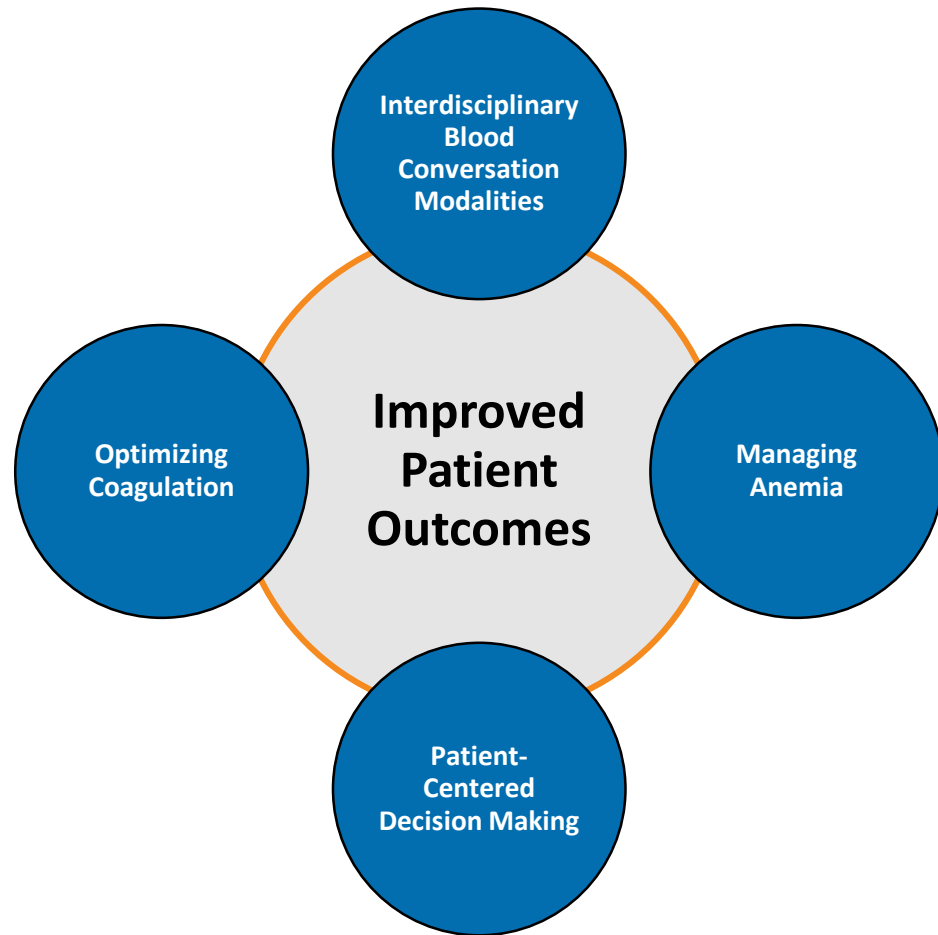 Interdisciplinary
Blood
Conversation
Modalities
Optimizing
Coagulation
Improved
Patient
Outcomes
Managing
Anemia
Patient-
Centered
Decision Making